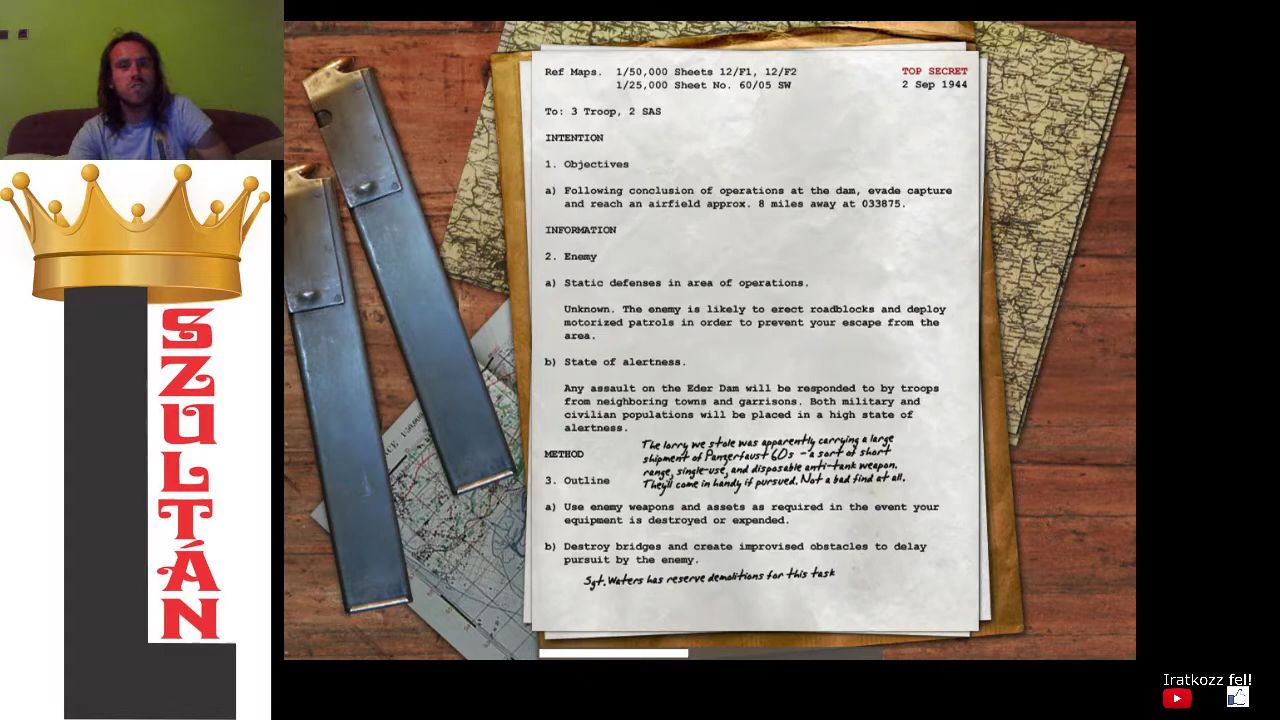 Ref Maps. 1/50,000 Sheets 12/F1, 12/F2
1/25,000 Sheet No. 60/05 SW
TOP SECRET
2 Sep 1944
To: 3 Troop, 2 SAS
INTENTION
1. Objectives
a) Following conclusion of operations at the dam, evade capture
and reach an airfield approx. 8 miles away at 033875.
INFORMATION
2. Enemy
a) Static defenses in area of operations.
Unknown. The enemy is likely to erect roadblocks and deploy
motorized patrols in order to prevent your escape from the
area.
b) State of alertness.
Any assault on the Eder Dam will be responded to by troops
from neighboring towns and garrisons. Both military and
civilian populations will be placed in a high state of
alertness.
The lorry we stole was apparently carrying a large
shipment of Panzerfaust 60s - a sort of short
range, single-use, and disposable anti-tank weapon.
They'll come in handy if pursued. Not a bad find at all.
METHOD
3. Outline
a) Use enemy weapons and assets as required in the event your
equipment is destroyed or expended.
b) Destroy bridges and create improvised obstacles to delay
pursuit by the enemy.
Sgt. Waters has reserve demolitions for this task
SZULTÁN
L
Iratkozz fel!